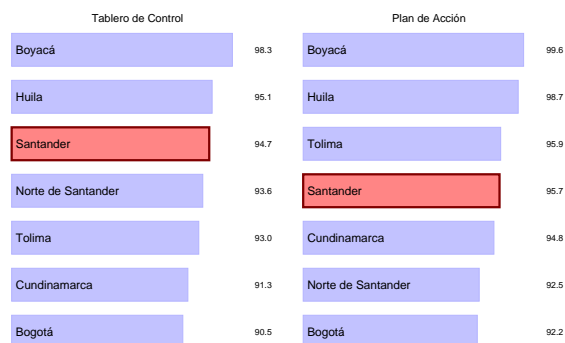 Tablero de Control
Boyacá 98.3
Huila 95.1
Santander 94.7
Norte de Santander 93.6
Tolima 93.0
Cundinamarca 91.3
Bogotá 90.5
Plan de Acción
Boyacá 99.6
Huila 98.7
Tolima 95.9
Santander 95.7
Cundinamarca 94.8
Norte de Santander 92.5
Bogotá 92.2